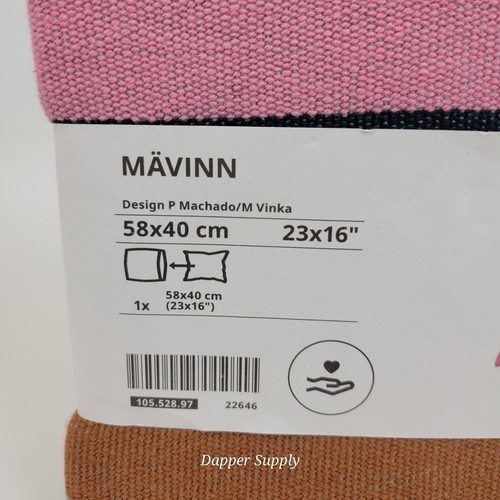 MÄVINN
Design P Machado/M Vinka
58x40 cm 23x16"
58x40 cm
1x (23x16")
105.528.97 22646
Dapper Supply